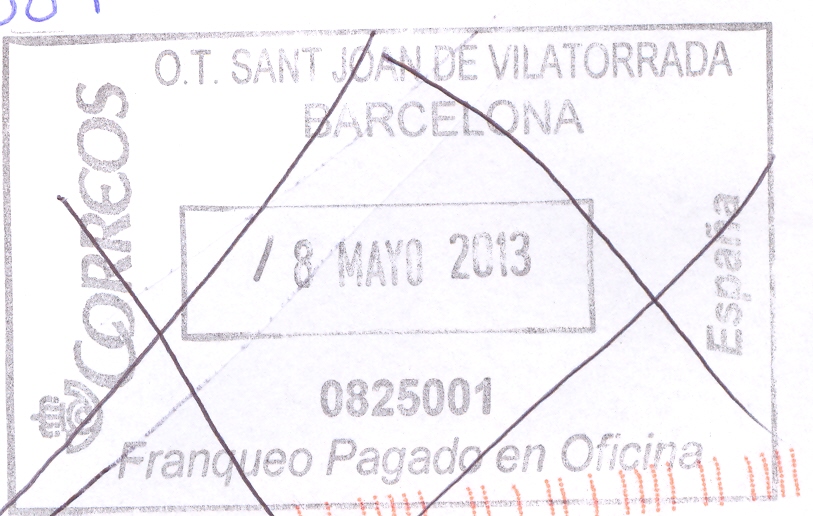 O.T. SANT JOAN DE VILATORRADA
BARCELONA
CORREOS
/ 8 MAYO 2013
España
0825001
Franqueo Pagado en Oficina